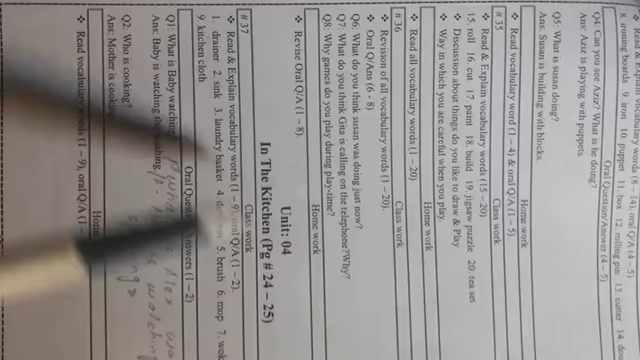 Read & Explain vocabulary words (8 – 14), oral Q/A (4 - 5)
8. ironing boards 9. iron 10. puppet 11. box 12. rolling pin 13. cutter 14.
Oral Question/Answer (4 – 5)
Q4. Can you see Aziz? What is he doing?
Ans: Aziz is playing with puppets.
Q5: What is susan doing?
Ans: Susan is building with blocks.
Home work
❖ Read vocabulary word (1 – 4) & oral Q/A (1 – 5).
# 35
Class work
❖ Read & Explain vocabulary words (15 – 20)
15. roll 16. cut 17. paint 18. build 19. jigsaw puzzle 20. tea set
❖ Discussion about things do you like to draw & Play
❖ Way in which you are careful when you play.
Home work
❖ Read all vocabulary words (1 – 20)
# 36
Class work
❖ Revision of all vocabulary words (1 – 20).
❖ Oral Q/Ans (6 - 8)
Q6. What do you think susan was doing just now?
Q7: What do you think Gita is calling on the telephone?Why?
Q8: Why games do you play during play-time?
Home work
❖ Revise Oral Q/A (1 – 8).
Unit: 04
In The Kitchen (Pg # 24 – 25)
# 37
Class work
❖ Read & Explain vocabulary words (1 – 9), oral Q/A (1 – 2).
1. drainer 2. sink 3. laundry basket 4. 5. brush 6. mop 7. wok
9. kitchen cloth
Oral Question/Answers (1 – 2)
Q1: What is Baby watching
Ans: Baby is watching the
Q2: Who is cooking?
Ans: Mother is cooking
Home
❖ Read vocabulary words (1 – 9), oral Q/A (1